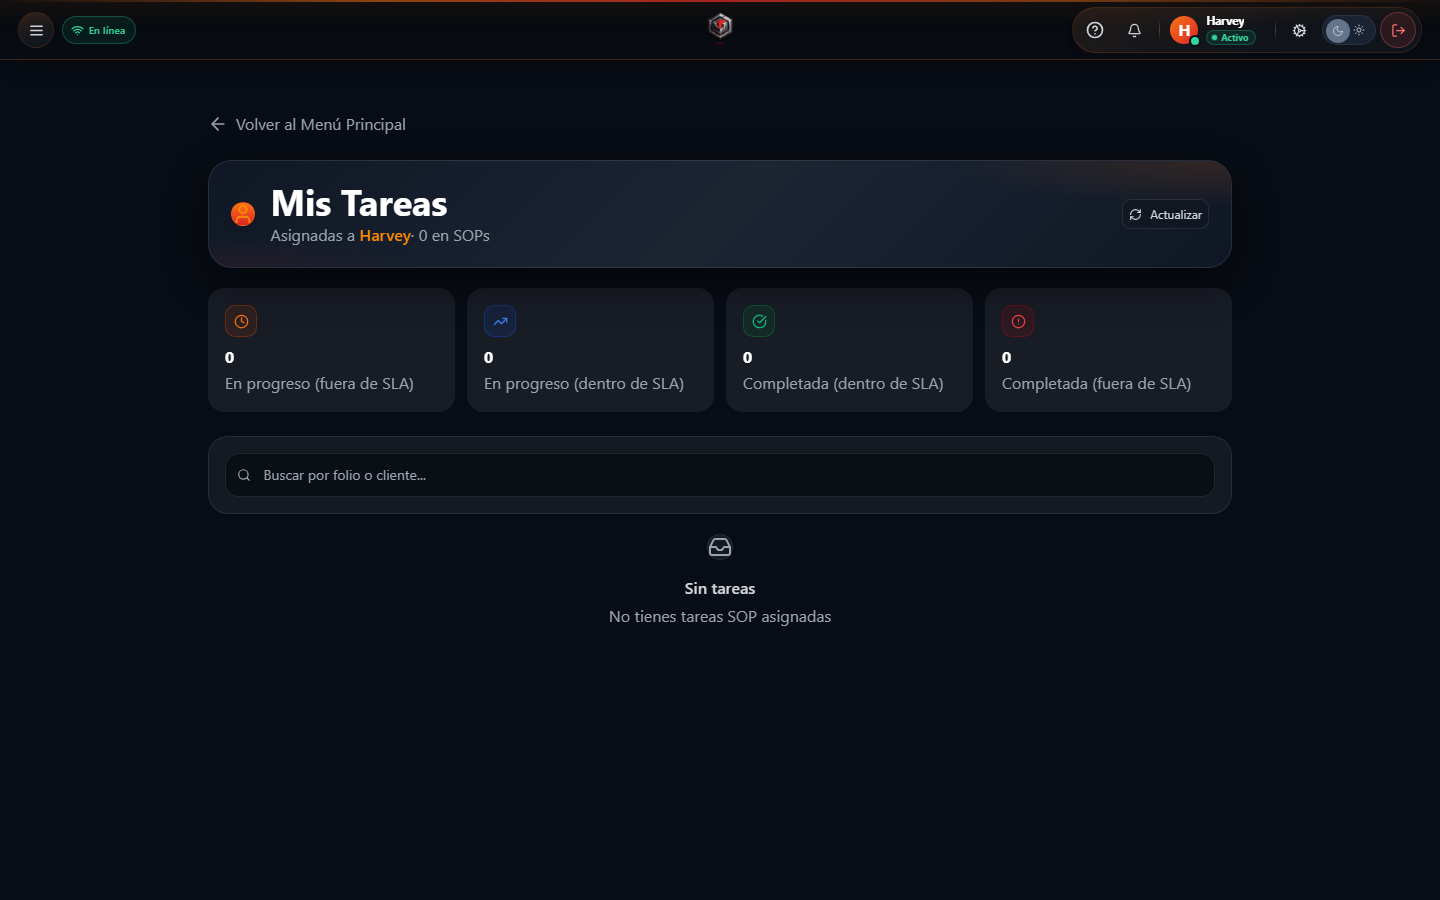 En línea
H
Harvey
Activo
Volver al Menú Principal
Mis Tareas
Asignadas a Harvey· 0 en SOPs
Actualizar
0
En progreso (fuera de SLA)
0
En progreso (dentro de SLA)
0
Completada (dentro de SLA)
0
Completada (fuera de SLA)
Buscar por folio o cliente...
Sin tareas
No tienes tareas SOP asignadas